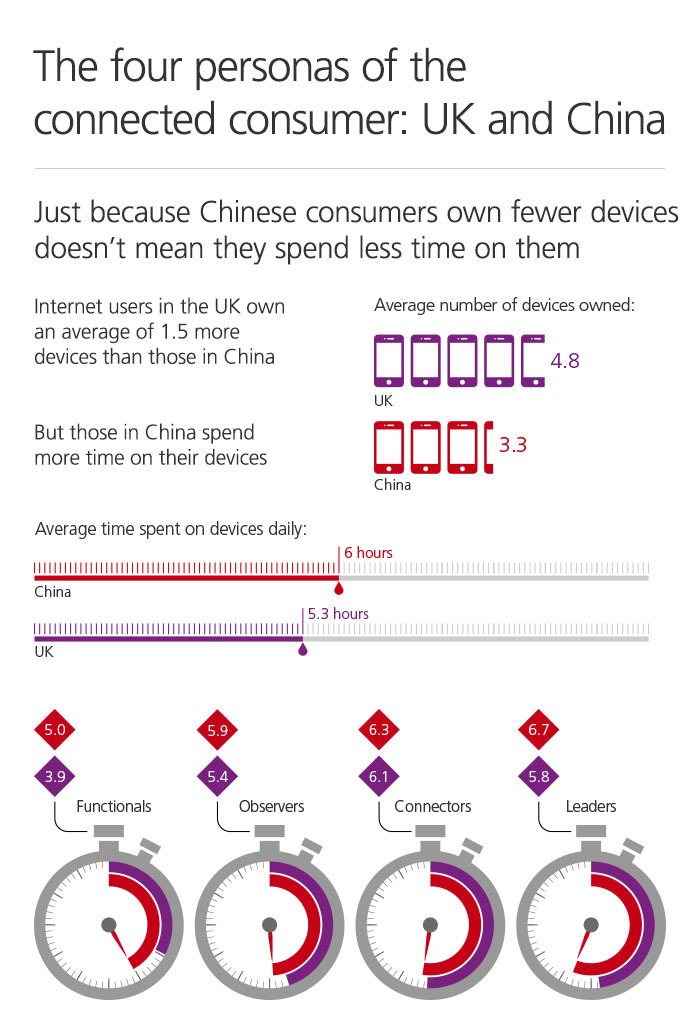 The four personas of the
connected consumer: UK and China
Just because Chinese consumers own fewer devices
doesn’t mean they spend less time on them
Internet users in the UK own
an average of 1.5 more
devices than those in China
Average number of devices owned:
4.8
UK
But those in China spend
more time on their devices
3.3
China
Average time spent on devices daily:
6 hours
China
5.3 hours
UK
5.0
3.9
Functionals
5.9
5.4
Observers
6.3
6.1
Connectors
6.7
5.8
Leaders